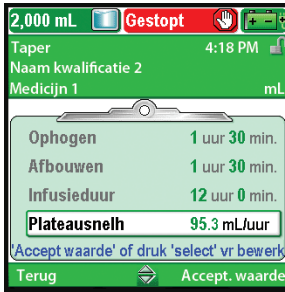 2,000 mL Gestopt
Taper 4:18 PM
Naam kwalificatie 2
Medicijn 1 mL
Ophogen 1 uur 30 min.
Afbouwen 1 uur 30 min.
Infusieduur 12 uur 0 min.
Plateausnelh 95.3 mL/uur
'Accept waarde' of druk 'select' vr bewerk
Terug Accept. waarde